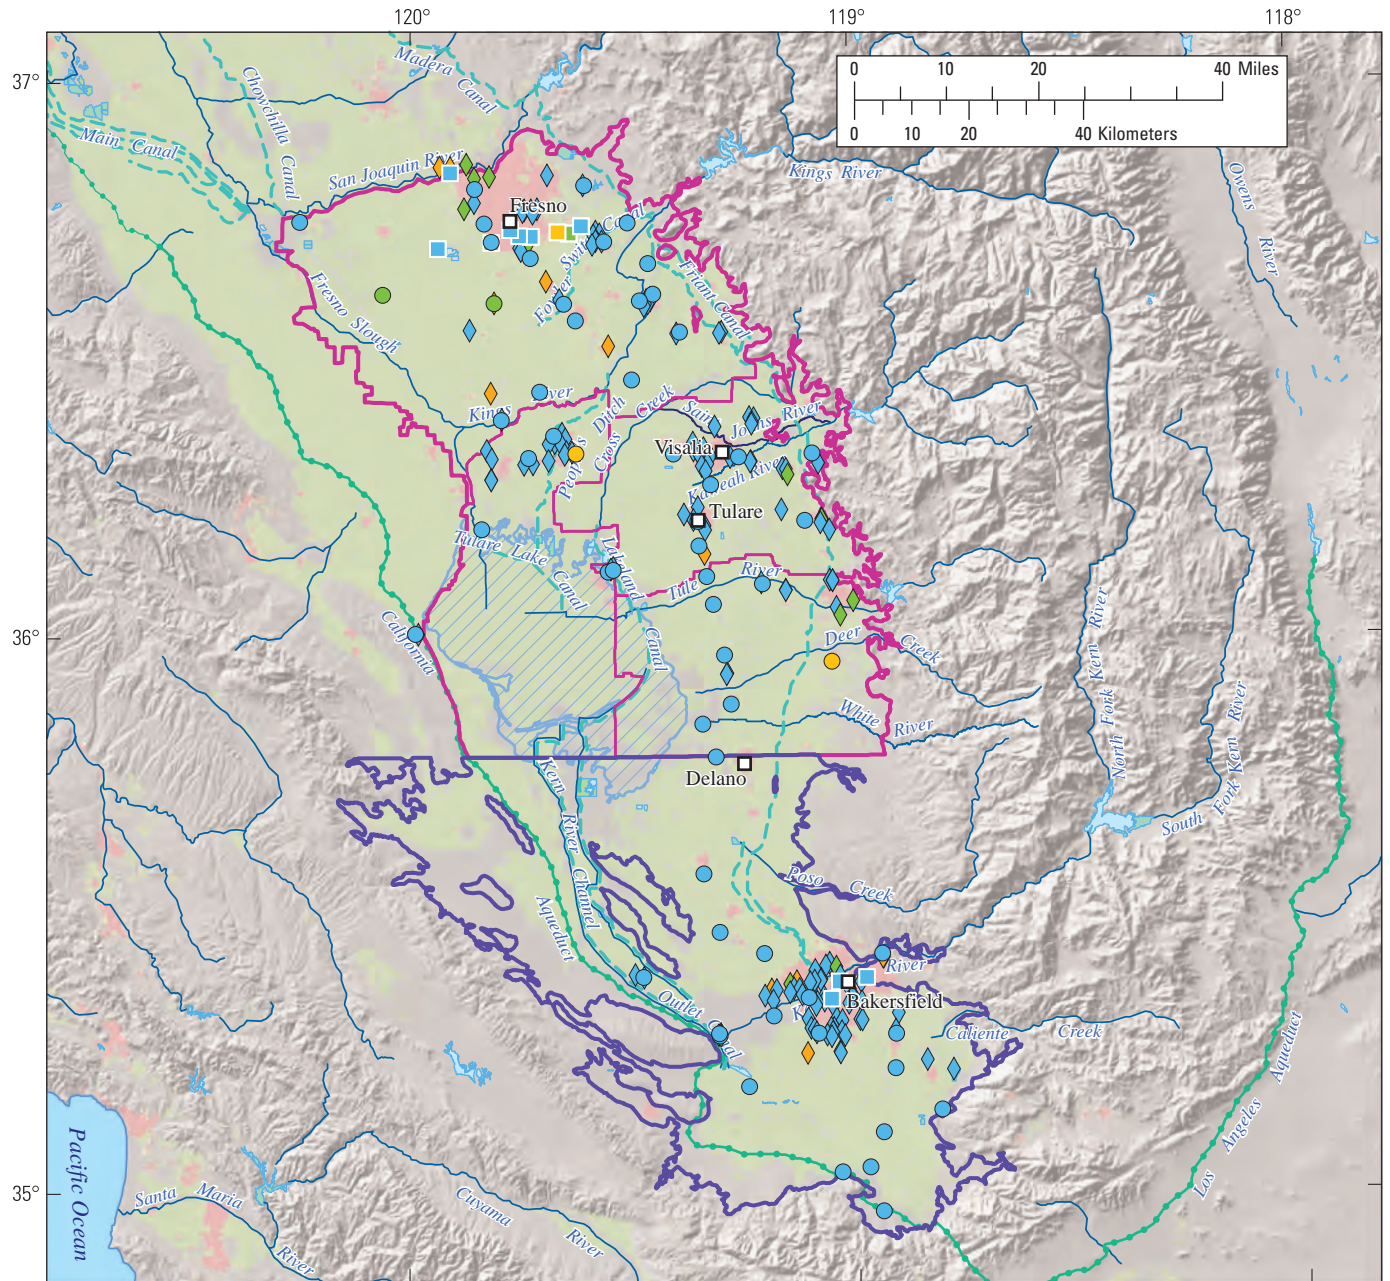 120°
119°
118°
37°
36°
35°
0 10 20 40 Miles
0 10 20 40 Kilometers
Madera Canal
Chowchilla Canal
Main Canal
San Joaquin River
Kings River
Owens River
Fresno
Fowler Switch Canal
Friant Canal
Fresno Slough
Kings River
Peoples Ditch
Cross Creek
Saint Johns River
Visalia
Kaweah River
Tulare
Tulare Lake Canal
Lakeland Canal
Tule River
California Aqueduct
Deer Creek
White River
North Fork Kern River
South Fork Kern River
Delano
Kern River Channel
Poso Creek
Outlet Canal
River
Bakersfield
Caliente Creek
Los Angeles Aqueduct
Pacific Ocean
Santa Maria River
Cuyama River